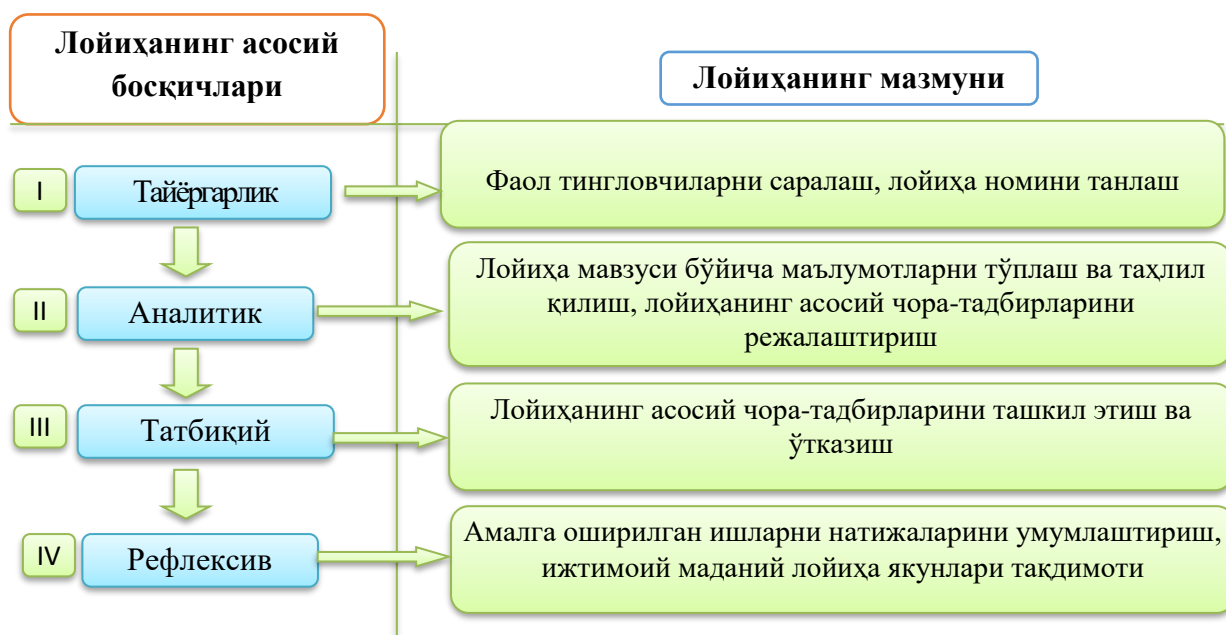 Лойиҳанинг асосий
босқичлари
Лойиҳанинг мазмуни
I
Тайёргарлик
Фаол тингловчиларни саралаш, лойиҳа номини танлаш
II
Аналитик
Лойиҳа мавзуси бўйича маълумотларни тўплаш ва таҳлил
қилиш, лойиҳанинг асосий чора-тадбирларини
режалаштириш
III
Татбиқий
Лойиҳанинг асосий чора-тадбирларини ташкил этиш ва
ўтказиш
IV
Рефлексив
Амалга оширилган ишларни натижаларини умумлаштириш,
ижтимоий маданий лойиҳа якунлари тақдимоти